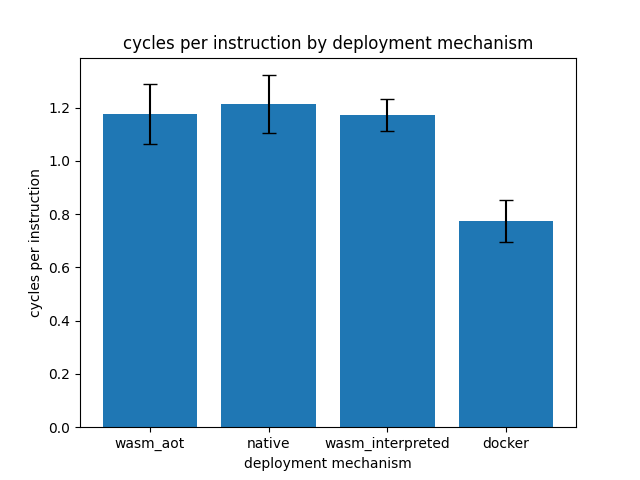 cycles per instruction by deployment mechanism
cycles per instruction
1.2
1.0
0.8
0.6
0.4
0.2
0.0
wasm_aot native wasm_interpreted docker
deployment mechanism